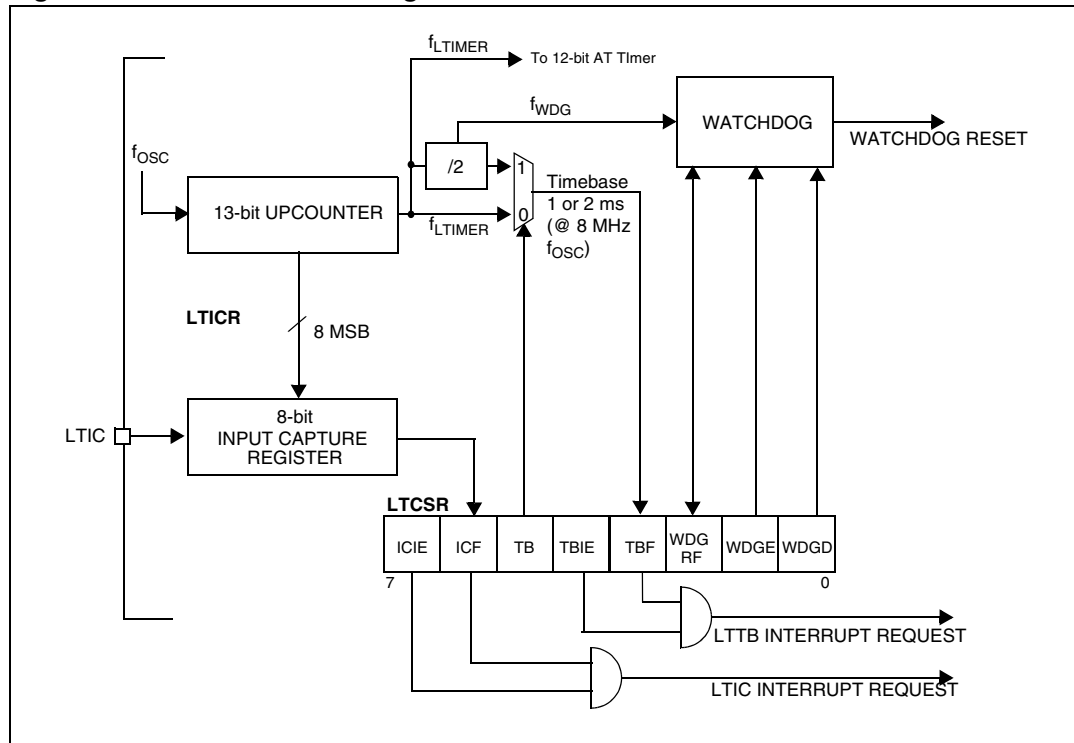 fLTIMER
To 12-bit AT TImer
fWDG
WATCHDOG
WATCHDOG RESET
fOSC
/2
1
0
Timebase
1 or 2 ms
(@ 8 MHz
fOSC)
13-bit UPCOUNTER
fLTIMER
LTICR
8 MSB
LTIC
8-bit
INPUT CAPTURE
REGISTER
LTCSR
ICIE
ICF
TB
TBIE
TBF
WDG
RF
WDGE
WDGD
7
0
LTTB INTERRUPT REQUEST
LTIC INTERRUPT REQUEST